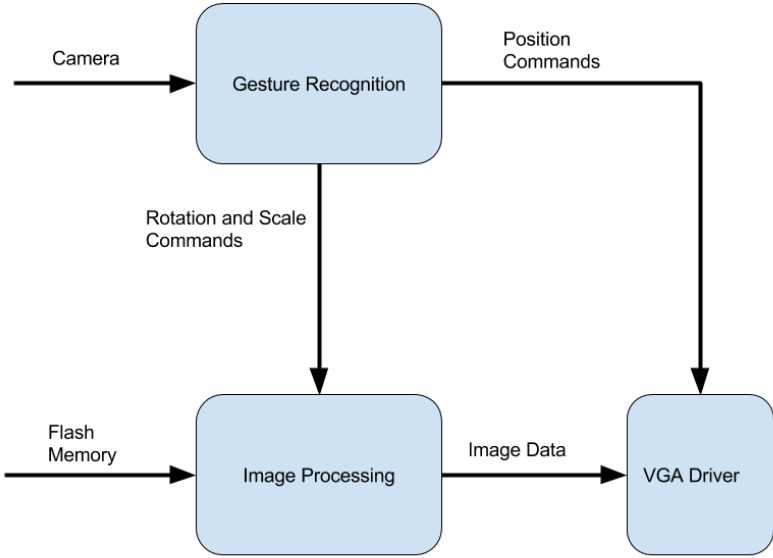 Camera
Gesture Recognition
Position
Commands
Rotation and Scale
Commands
Flash
Memory
Image Processing
Image Data
VGA Driver